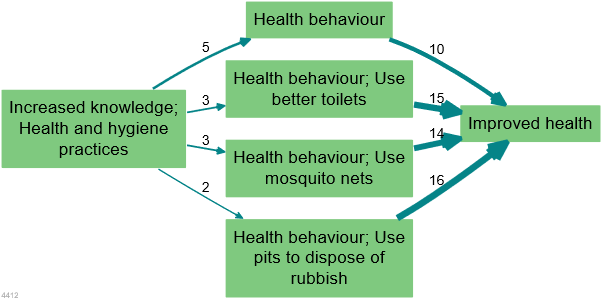 Health behaviour
5
10
Health behaviour; Use
better toilets
3
15
Increased knowledge;
Health and hygiene
practices
Improved health
3
14
Health behaviour; Use
mosquito nets
2
16
Health behaviour; Use
pits to dispose of
rubbish
4412